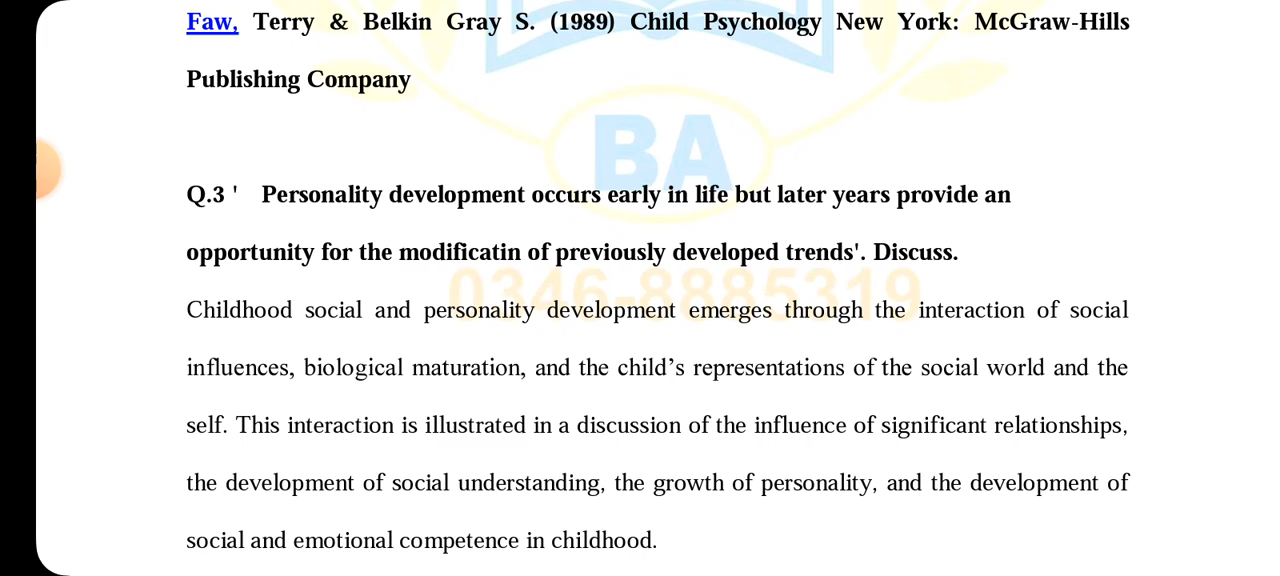 Faw, Terry & Belkin Gray S. (1989) Child Psychology New York: McGraw-Hills
Publishing Company
BA
Q.3 ' Personality development occurs early in life but later years provide an
opportunity for the modificatin of previously developed trends'. Discuss.
0346-8885319
Childhood social and personality development emerges through the interaction of social
influences, biological maturation, and the child’s representations of the social world and the
self. This interaction is illustrated in a discussion of the influence of significant relationships,
the development of social understanding, the growth of personality, and the development of
social and emotional competence in childhood.